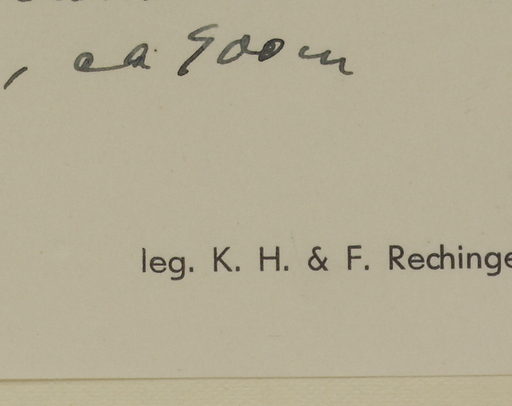 , ca 900 m
leg. K. H. & F. Rechinge